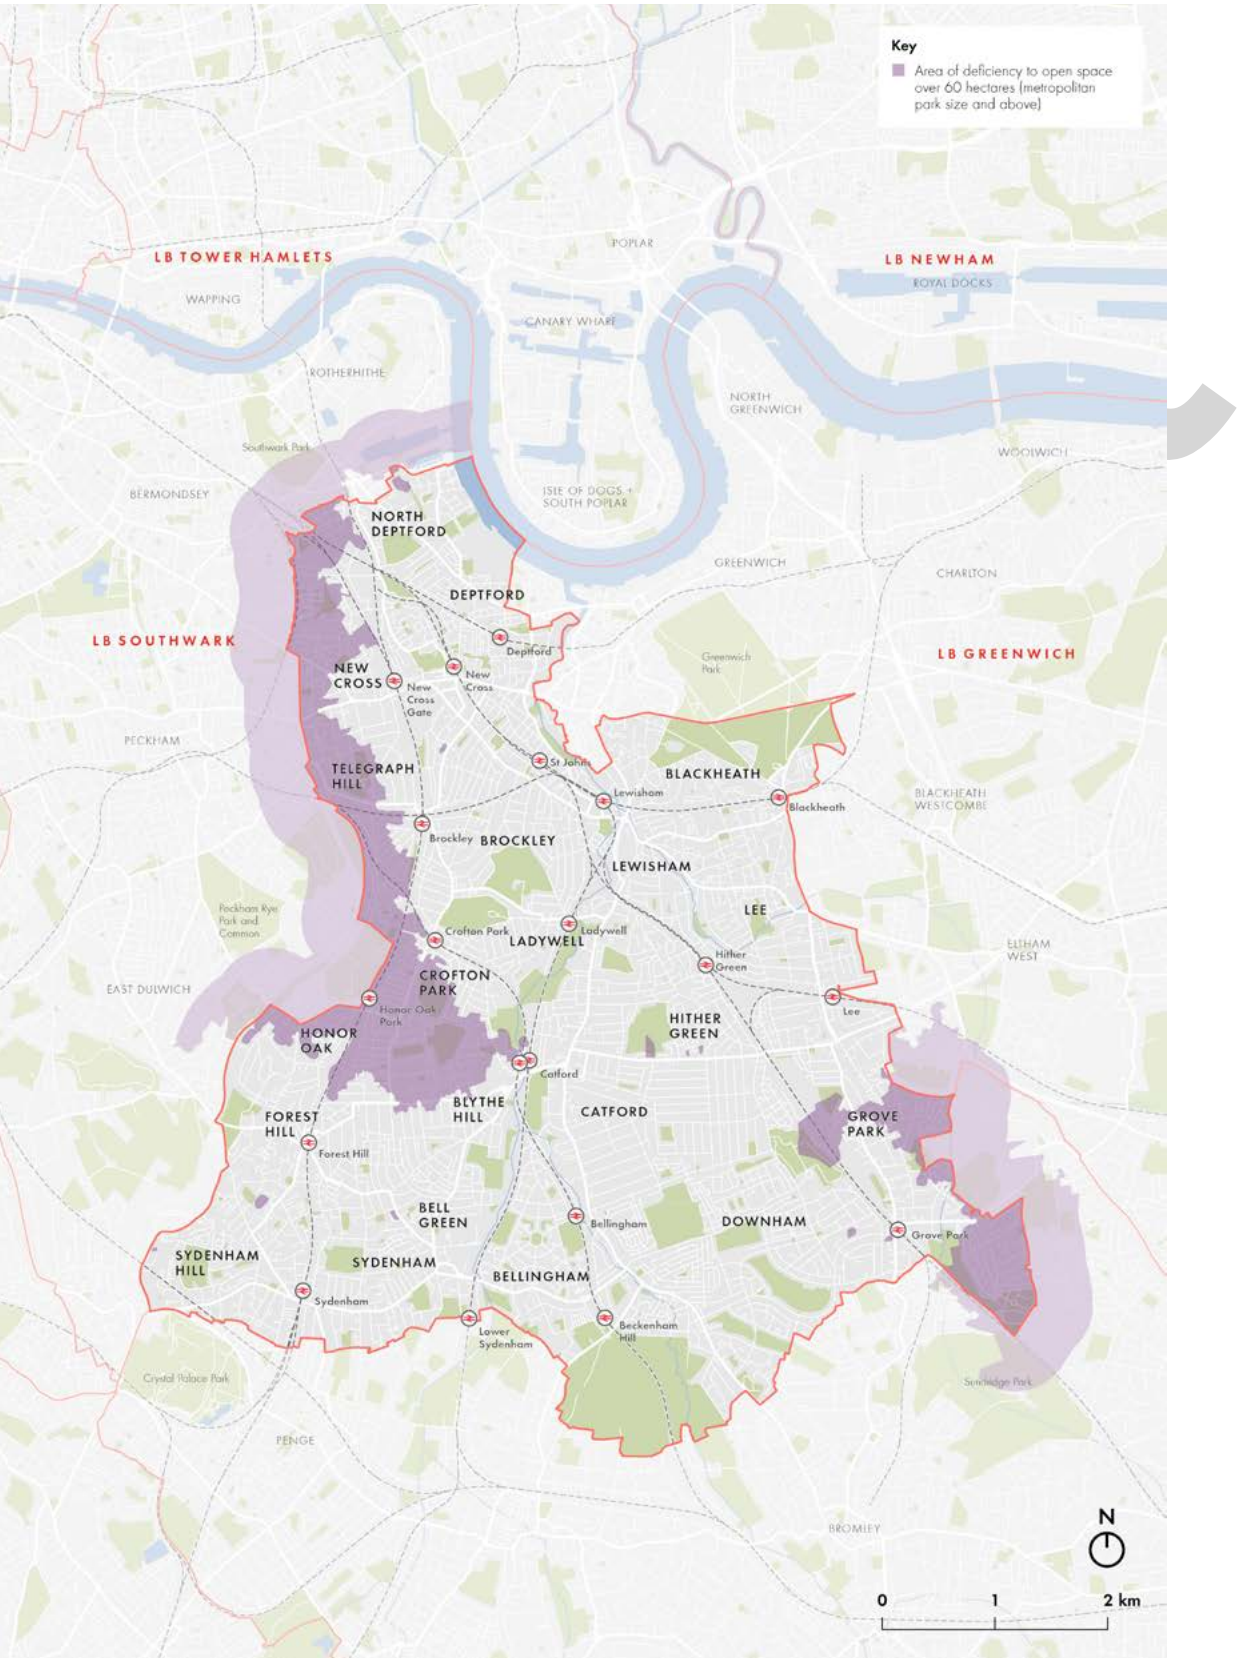 Key
Area of deficiency to open space
over 60 hectares (metropolitan
park size and above)
LB TOWER HAMLETS
POPLAR
LB NEWHAM
ROYAL DOCKS
WAPPING
CANARY WHARF
ROTHERHITHE
NORTH
GREENWICH
Southwark Park
WOOLWICH
BERMONDSEY
ISLE OF DOGS +
SOUTH POPLAR
NORTH
DEPTFORD
GREENWICH
CHARLTON
DEPTFORD
LB SOUTHWARK
Deptford
Greenwich
Park
LB GREENWICH
NEW
CROSS
New
Cross
Gate
New
Cross
PECKHAM
TELEGRAPH
HILL
St Johns
BLACKHEATH
Lewisham
Blackheath
BLACKHEATH
WESTCOMBE
Brockley
BROCKLEY
LEWISHAM
Peckham Rye
Park and
Common
LEE
Crofton Park
LADYWELL
Ladywell
ELTHAM
WEST
Hither
Green
EAST DULWICH
CROFTON
PARK
Honor Oak
Park
Lee
HONOR
OAK
HITHER
GREEN
Catford
BLYTHE
HILL
CATFORD
GROVE
PARK
FOREST
HILL
Forest Hill
BELL
GREEN
Bellingham
DOWNHAM
Grove Park
SYDENHAM
HILL
SYDENHAM
BELLINGHAM
Sydenham
Lower
Sydenham
Beckenham
Hill
Crystal Palace Park
Sundridge Park
PENGE
BROMLEY
N
0 1 2 km